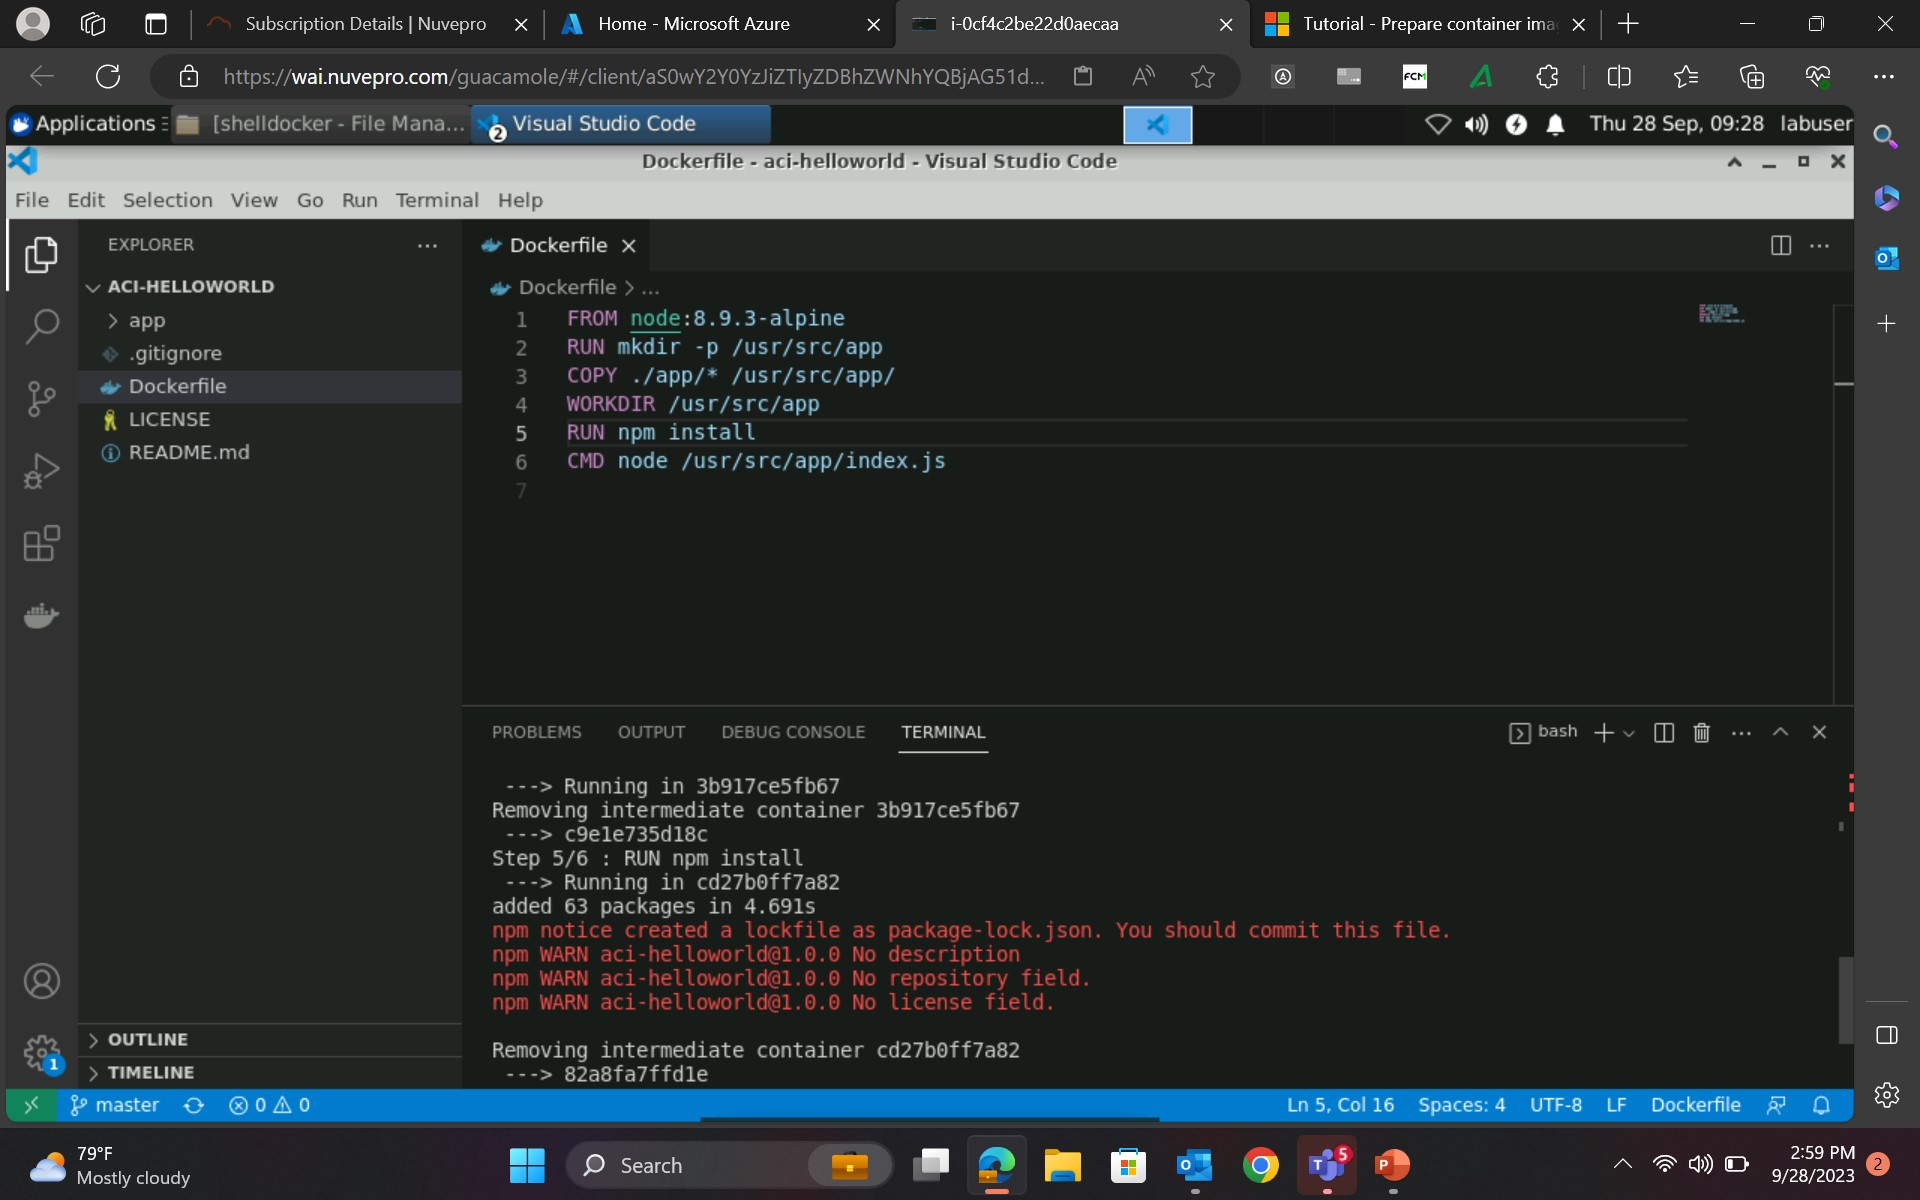 Subscription Details | Nuvepro
Home - Microsoft Azure
i-0cf4c2be22d0aecaa
Tutorial - Prepare container ima
https://wai.nuvepro.com/guacamole/#/client/aS0wY2Y0YzJiZTIyZDBhZWNhYQBjAG51d...
FCM
Applications
[shelldocker - File Mana...
2
Visual Studio Code
Thu 28 Sep, 09:28
labuser
Dockerfile - aci-helloworld - Visual Studio Code
File Edit Selection View Go Run Terminal Help
EXPLORER
Dockerfile
ACI-HELLOWORLD
app
.gitignore
Dockerfile
LICENSE
README.md
Dockerfile > ...
1 FROM node:8.9.3-alpine
2 RUN mkdir -p /usr/src/app
3 COPY ./app/* /usr/src/app/
4 WORKDIR /usr/src/app
5 RUN npm install
6 CMD node /usr/src/app/index.js
7
PROBLEMS OUTPUT DEBUG CONSOLE TERMINAL
bash
---> Running in 3b917ce5fb67
Removing intermediate container 3b917ce5fb67
---> c9e1e735d18c
Step 5/6 : RUN npm install
---> Running in cd27b0ff7a82
added 63 packages in 4.691s
npm notice created a lockfile as package-lock.json. You should commit this file.
npm WARN aci-helloworld@1.0.0 No description
npm WARN aci-helloworld@1.0.0 No repository field.
npm WARN aci-helloworld@1.0.0 No license field.
Removing intermediate container cd27b0ff7a82
---> 82a8fa7ffd1e
OUTLINE
TIMELINE
1
master
0 0
Ln 5, Col 16 Spaces: 4 UTF-8 LF Dockerfile
79°F
Mostly cloudy
Search
5
2:59 PM
9/28/2023
2